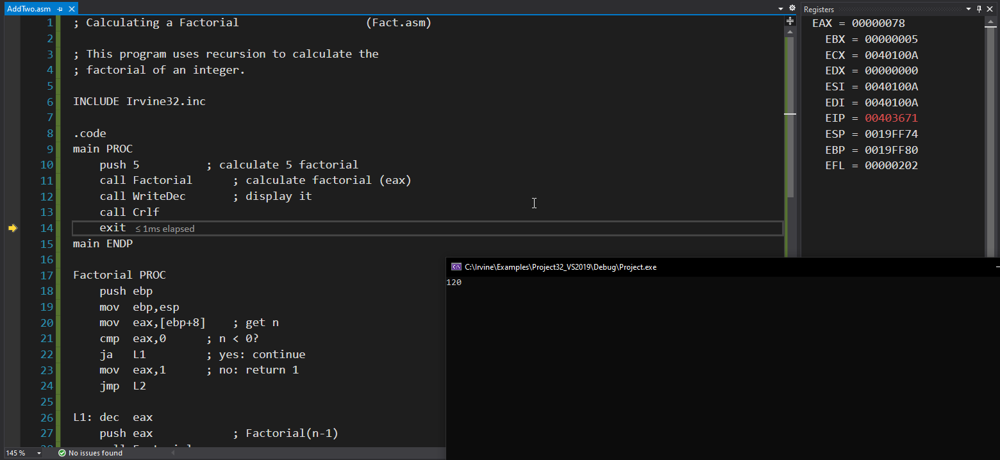 AddTwo.asm
1 ; Calculating a Factorial (Fact.asm)
2
3 ; This program uses recursion to calculate the
4 ; factorial of an integer.
5
6 INCLUDE Irvine32.inc
7
8 .code
9 main PROC
10 push 5 ; calculate 5 factorial
11 call Factorial ; calculate factorial (eax)
12 call WriteDec ; display it
13 call Crlf
14 exit ≤ 1ms elapsed
15 main ENDP
16
17 Factorial PROC
18 push ebp
19 mov ebp,esp
20 mov eax,[ebp+8] ; get n
21 cmp eax,0 ; n < 0?
22 ja L1 ; yes: continue
23 mov eax,1 ; no: return 1
24 jmp L2
25
26 L1: dec eax
27 push eax ; Factorial(n-1)
145 % No issues found
Registers
EAX = 00000078
EBX = 00000005
ECX = 0040100A
EDX = 00000000
ESI = 0040100A
EDI = 0040100A
EIP = 00403671
ESP = 0019FF74
EBP = 0019FF80
EFL = 00000202
C:\Irvine\Examples\Project32_VS2019\Debug\Project.exe
120